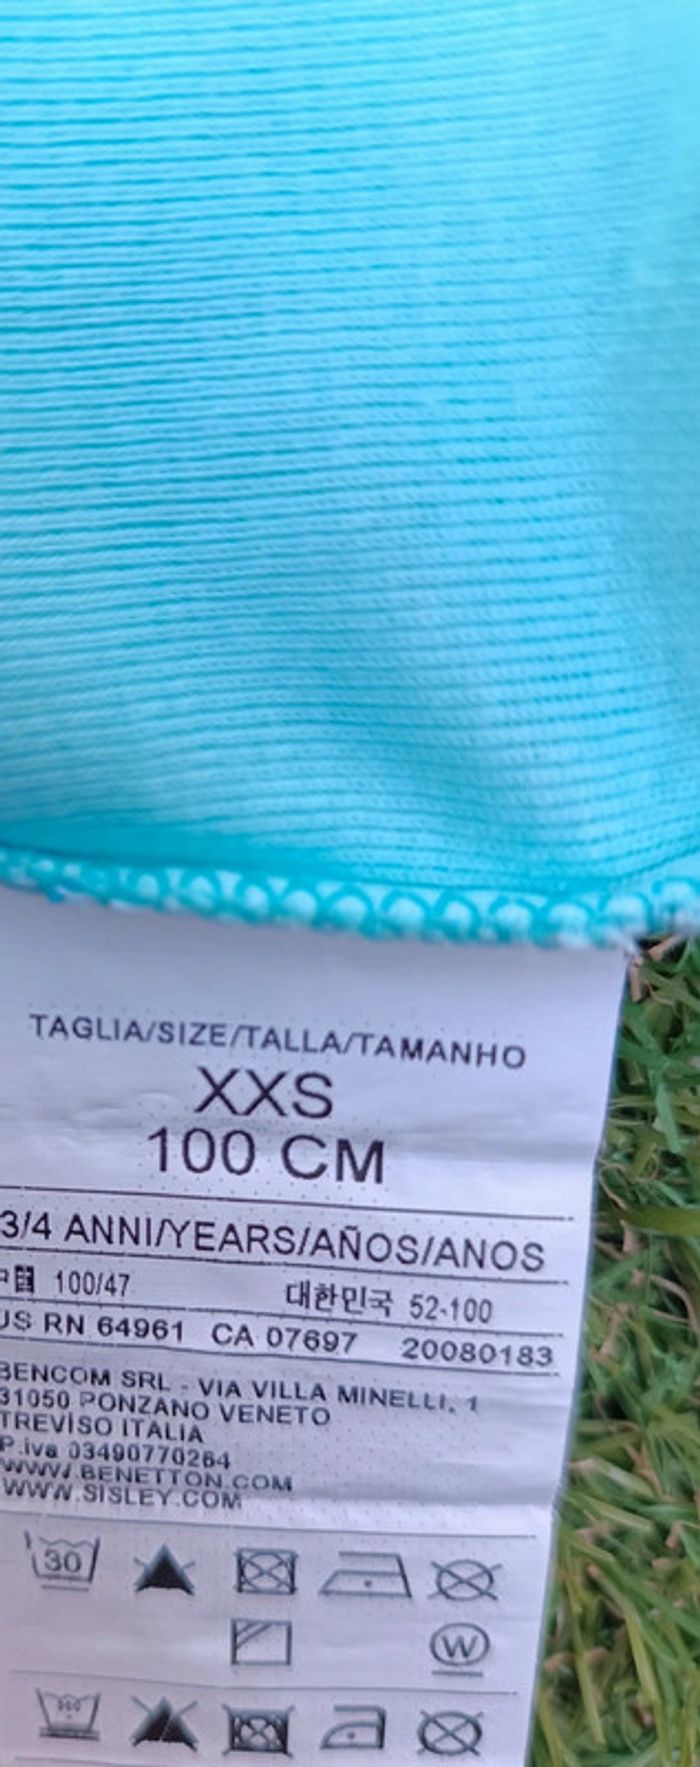 TAGLIA/SIZE/TALLA/TAMANHO
XXS
100 CM
3/4 ANNI/YEARS/AÑOS/ANOS
中国 100/47 대한민국 52-100
US RN 64961 CA 07697 20080183
BENCOM SRL - VIA VILLA MINELLI, 1
31050 PONZANO VENETO
TREVISO ITALIA
P.iva 03490770264
WWW.BENETTON.COM
WWW.SISLEY.COM
30
W